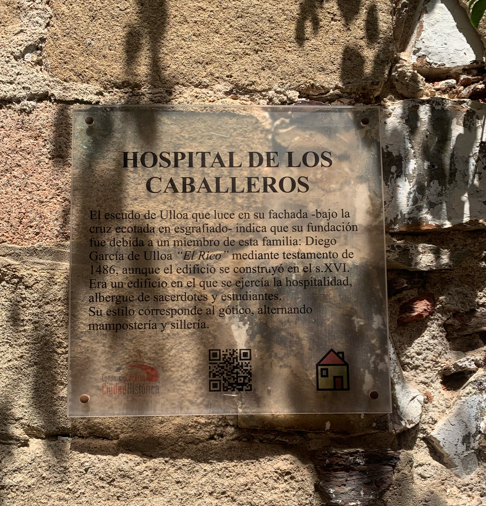 HOSPITAL DE LOS
CABALLEROS
El escudo de Ulloa que luce en su fachada -bajo la
cruz ecotada en esgrafiado- indica que su fundación
fue debida a un miembro de esta familia: Diego
García de Ulloa "El Rico" mediante testamento de
1486, aunque el edificio se construyó en el s.XVI.
Era un edificio en el que se ejercía la hospitalidad,
albergue de sacerdotes y estudiantes.
Su estilo corresponde al gótico, alternando
mampostería y sillería.